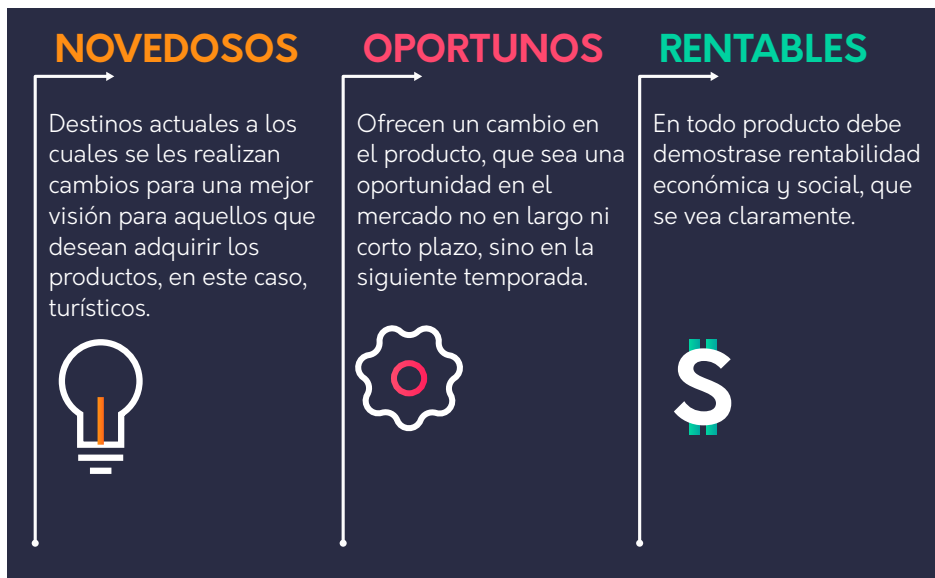 NOVEDOSOS
Destinos actuales a los
cuales se les realizan
cambios para una mejor
visión para aquellos que
desean adquirir los
productos, en este caso,
turísticos.
OPORTUNOS
Ofrecen un cambio en
el producto, que sea una
oportunidad en el
mercado no en largo ni
corto plazo, sino en la
siguiente temporada.
RENTABLES
En todo producto debe
demostrase rentabilidad
económica y social, que
se vea claramente.
$